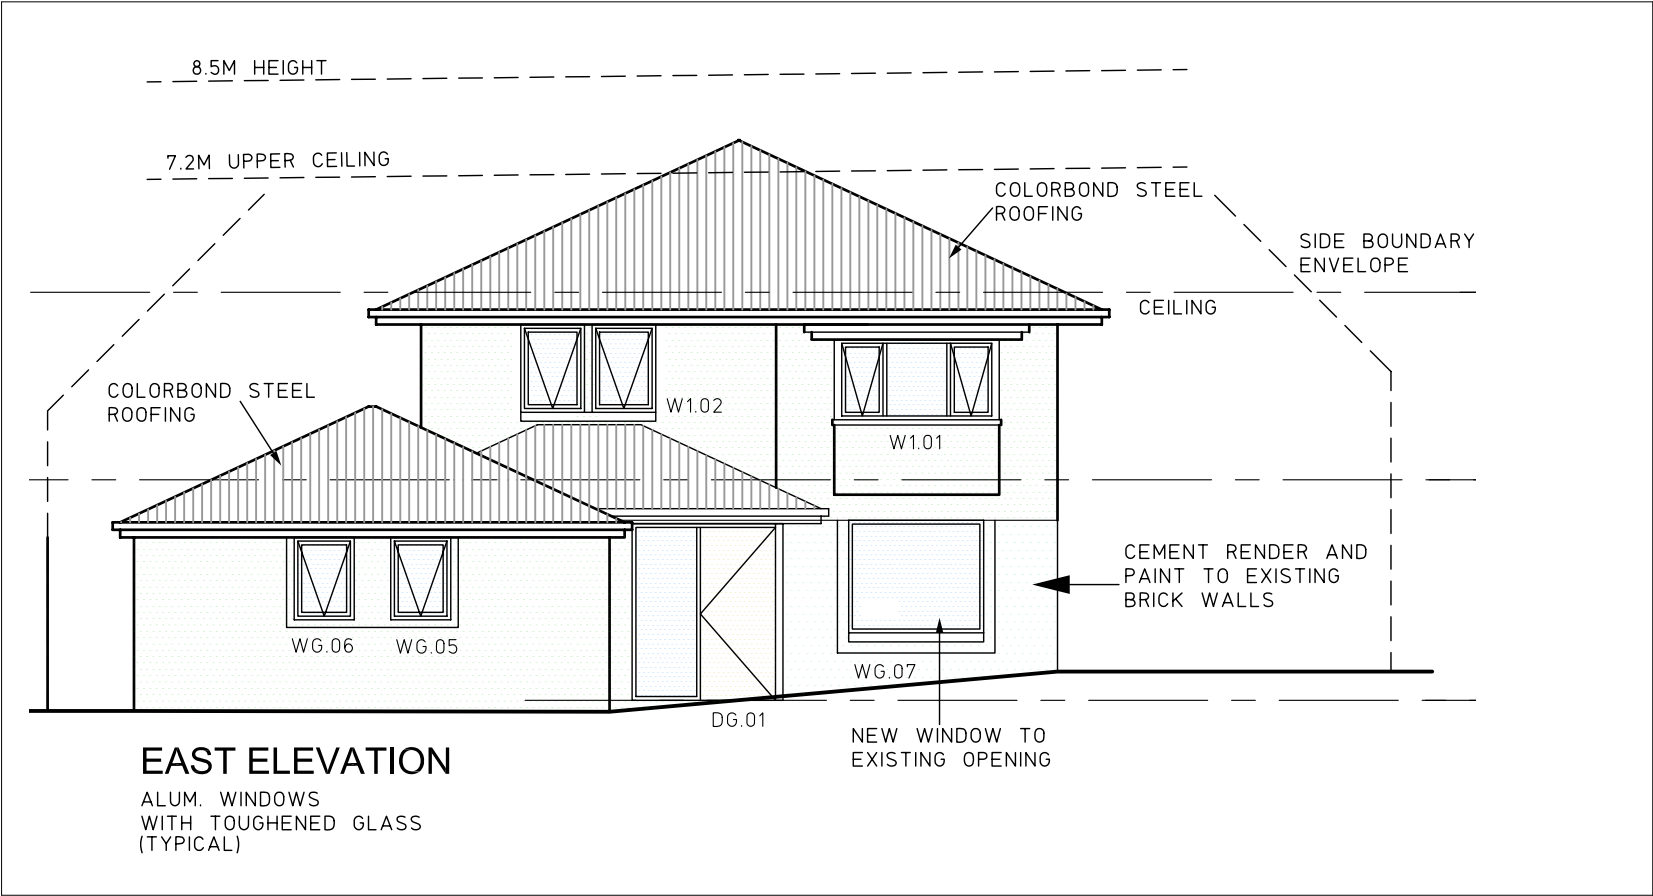 8.5M HEIGHT
7.2M UPPER CEILING
COLORBOND STEEL
ROOFING
SIDE BOUNDARY
ENVELOPE
CEILING
COLORBOND STEEL
ROOFING
W1.02
W1.01
CEMENT RENDER AND
PAINT TO EXISTING
BRICK WALLS
WG.06
WG.05
WG.07
DG.01
NEW WINDOW TO
EXISTING OPENING
EAST ELEVATION
ALUM. WINDOWS
WITH TOUGHENED GLASS
(TYPICAL)